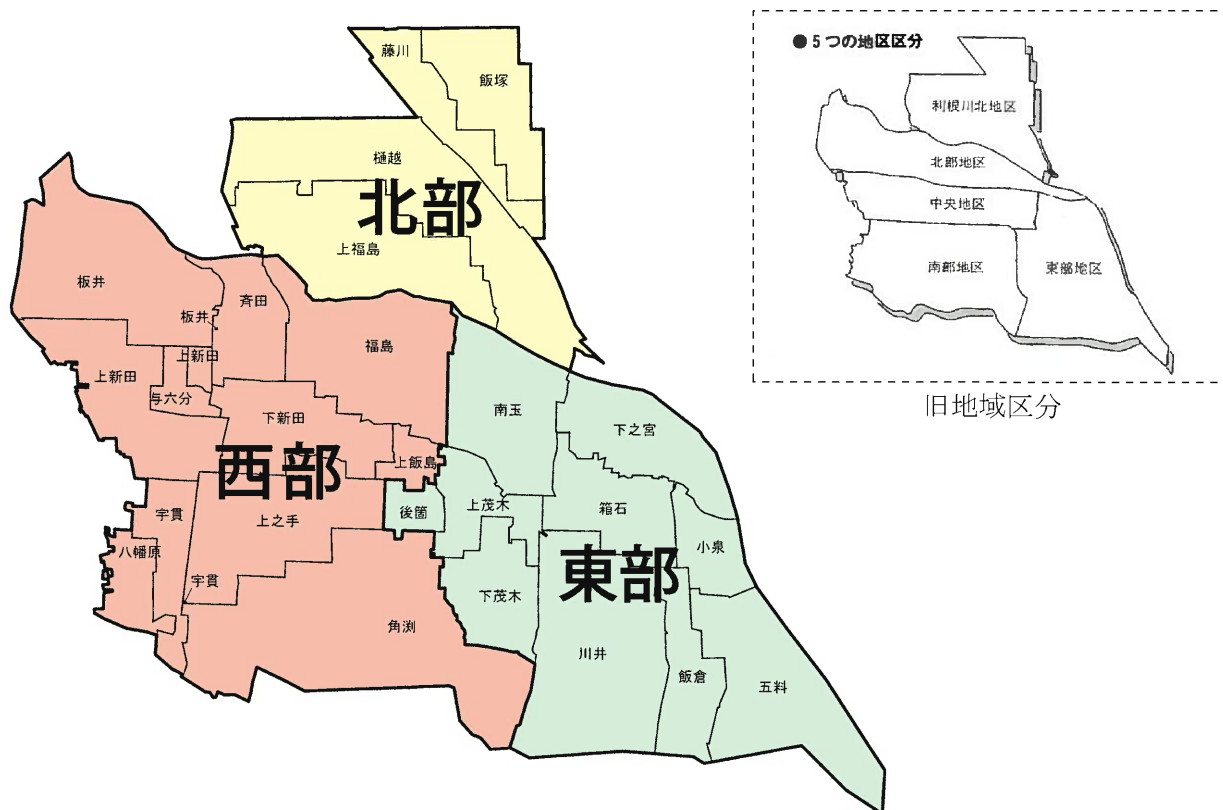 藤川
飯塚
樋越
北部
上福島
板井
斉田
板井
福島
上新田
上新田
与六分
下新田
西部
上飯島
宇貫
上之手
八幡原
宇貫
角渕
南玉
下之宮
後箇
上茂木
箱石
小泉
東部
下茂木
川井
飯倉
五料
●5つの地区区分
利根川北地区
北部地区
中央地区
南部地区
東部地区
旧地域区分